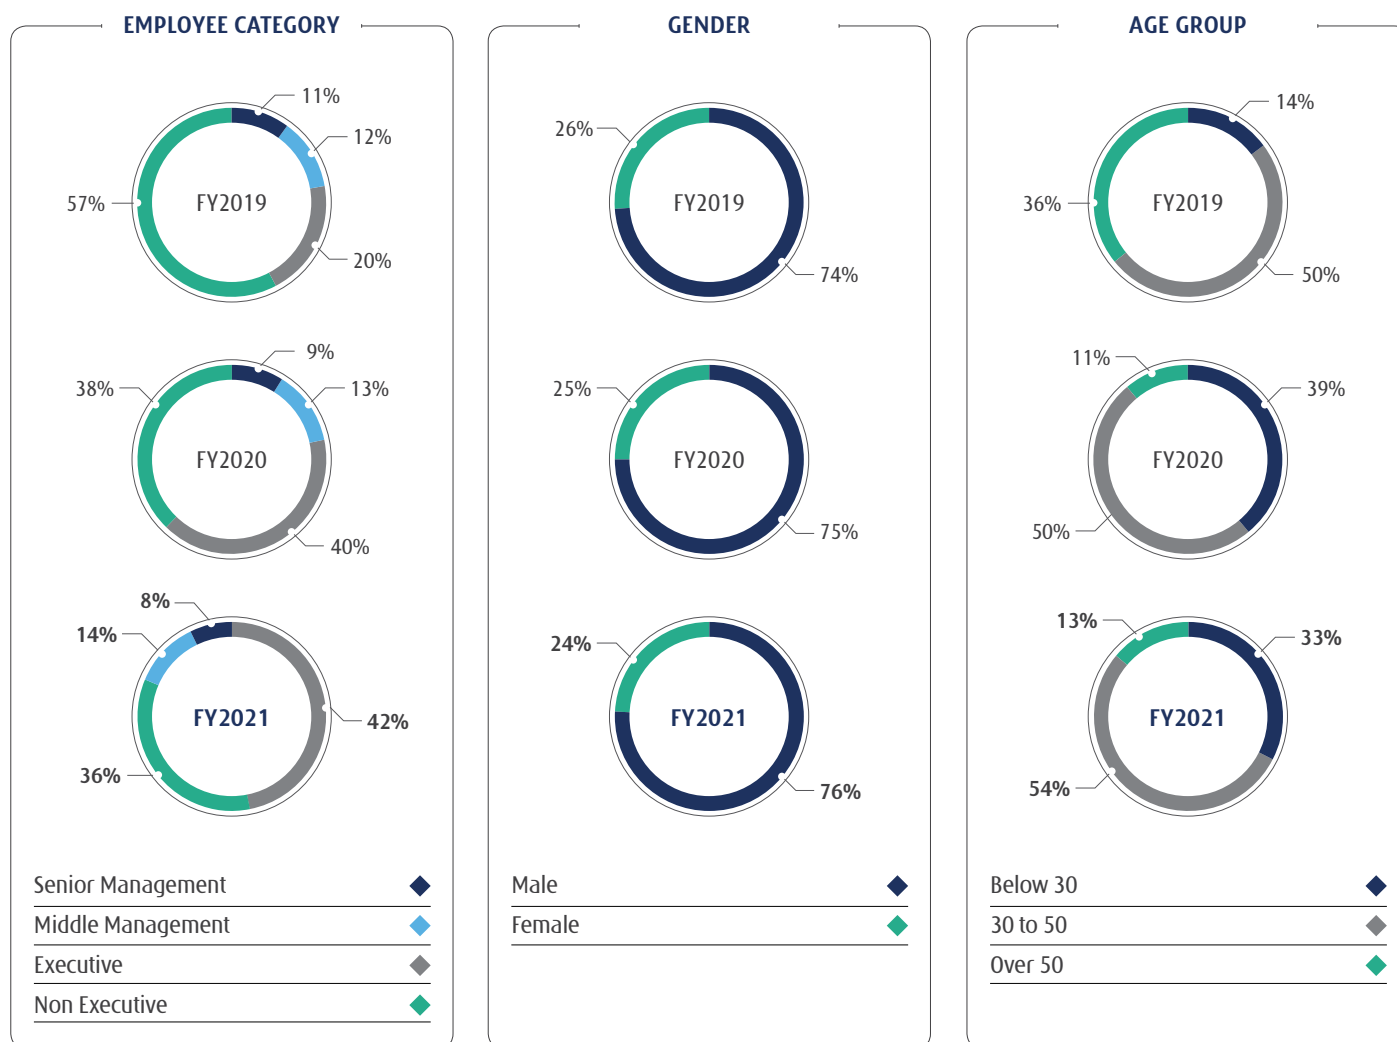 EMPLOYEE CATEGORY
11%
12%
57%
FY2019
20%
9%
38%
13%
FY2020
40%
8%
14%
FY2021
42%
36%
Senior Management
Middle Management
Executive
Non Executive
GENDER
26%
FY2019
74%
25%
FY2020
75%
24%
FY2021
76%
Male
Female
AGE GROUP
14%
36%
FY2019
50%
11%
39%
FY2020
50%
13%
33%
FY2021
54%
Below 30
30 to 50
Over 50